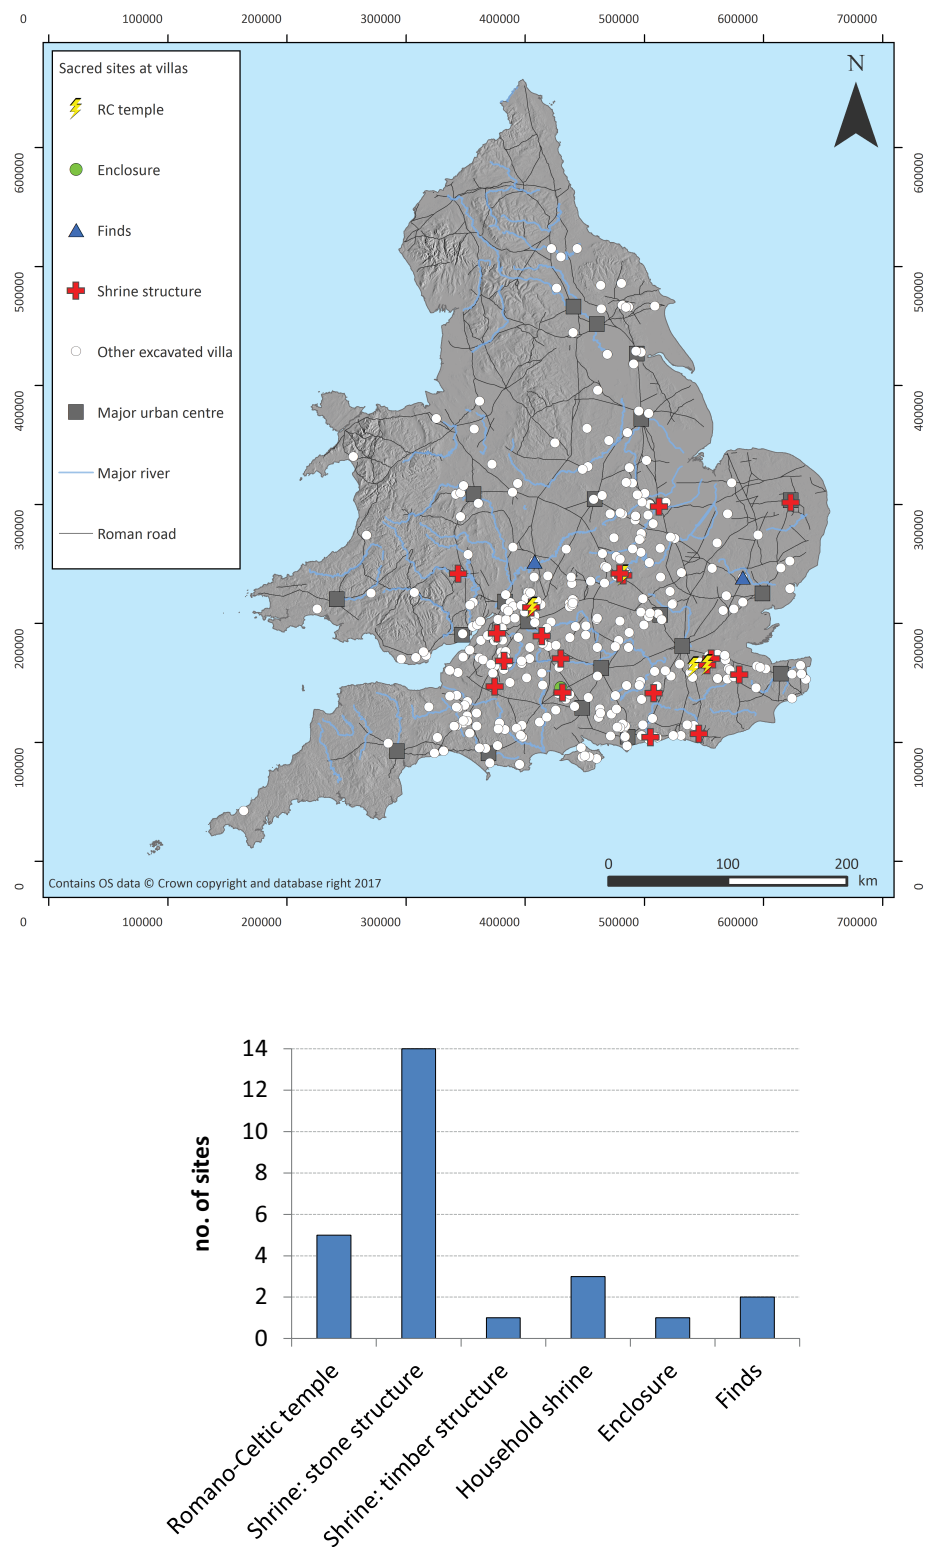 0 100000 200000 300000 400000 500000 600000 700000
Sacred sites at villas
RC temple
Enclosure
Finds
Shrine structure
Other excavated villa
Major urban centre
Major river
Roman road
N
600000
500000
400000
300000
200000
100000
0
600000
500000
400000
300000
200000
100000
0
0 100 200
km
Contains OS data © Crown copyright and database right 2017
0 100000 200000 300000 400000 500000 600000 700000
no. of sites
14
12
10
8
6
4
2
0
Romano-Celtic temple
Shrine: stone structure
Shrine: timber structure
Household shrine
Enclosure
Finds